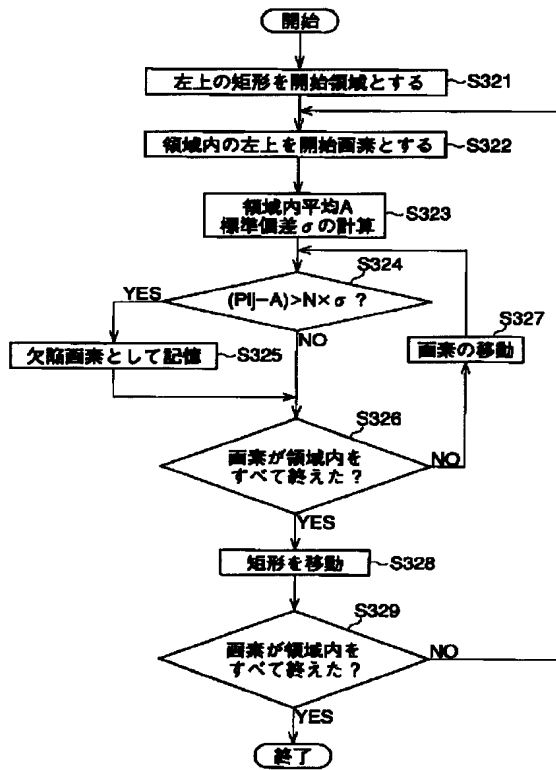 開始
左上の矩形を開始領域とする
S321
領域内の左上を開始画素とする
S322
領域内平均A
標準偏差σの計算
S323
S324
YES
(Pij−A)>N×σ ?
S327
NO
欠陥画素として記憶
S325
画素の移動
S326
画素が領域内を
すべて終えた?
NO
YES
矩形を移動
S328
S329
画素が領域内を
すべて終えた?
NO
YES
終了